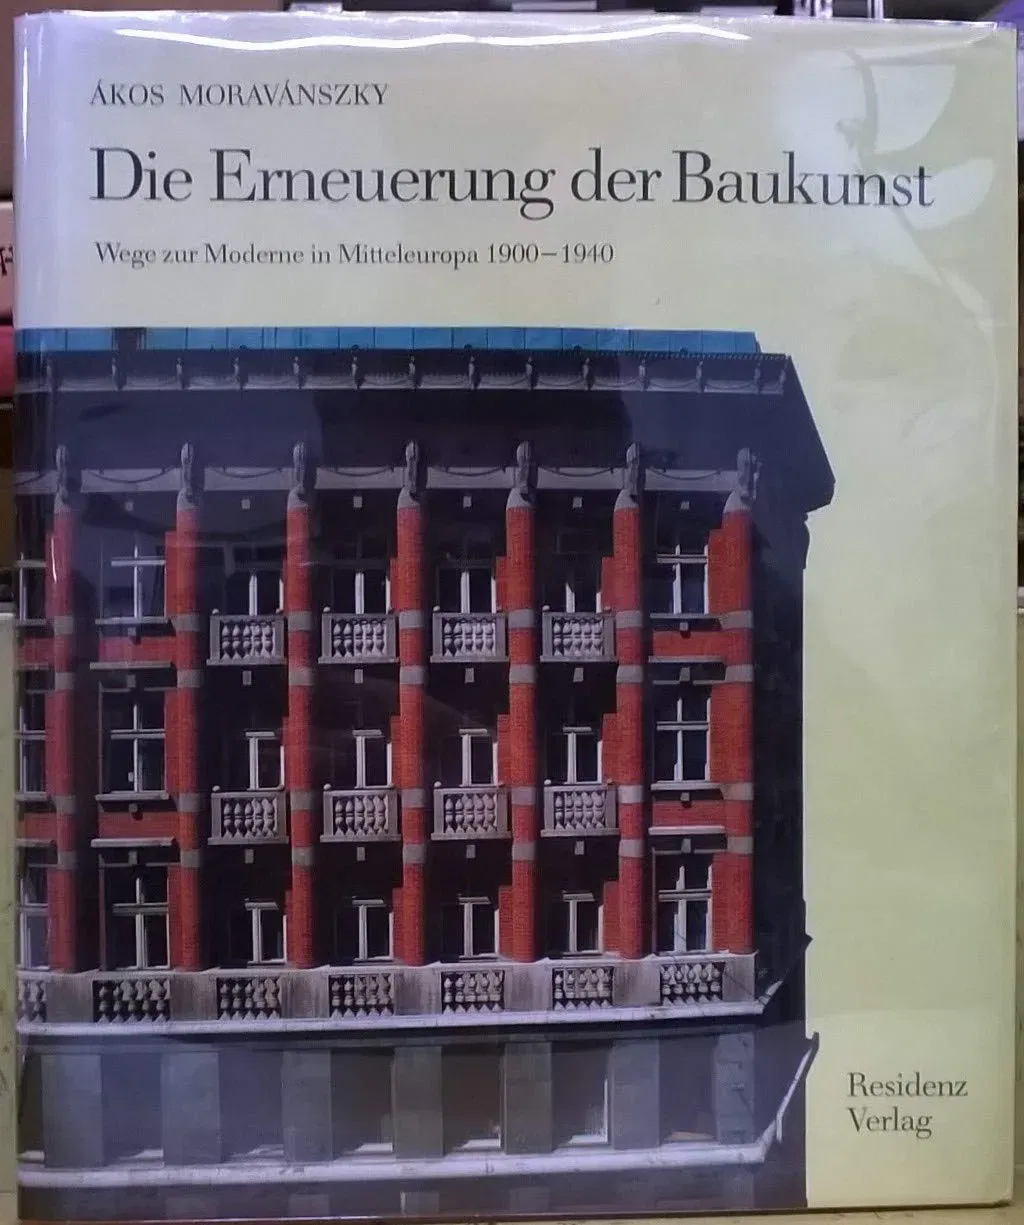 ÁKOS MORAVÁNSZKY
Die Erneuerung der Baukunst
Wege zur Moderne in Mitteleuropa 1900–1940
Residenz
Verlag